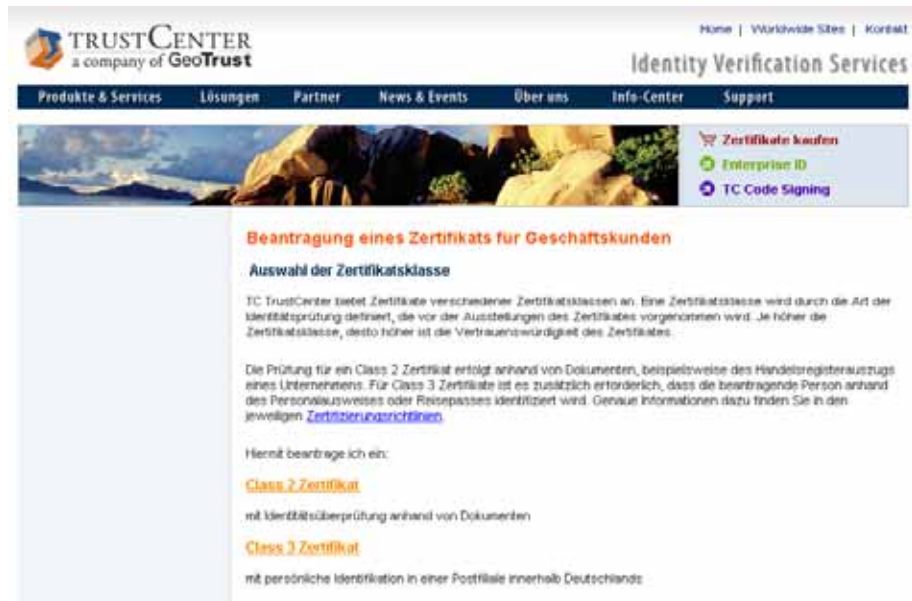 TRUSTCENTER
a company of GeoTrust
Home | Worldwide Sites | Kontakt
Identity Verification Services
Produkte & Services Lösungen Partner News & Events Über uns Info-Center Support
Zertifikate kaufen
Enterprise ID
TC Code Signing
Beantragung eines Zertifikats für Geschäftskunden
Auswahl der Zertifikatsklasse
TC TrustCenter bietet Zertifikate verschiedener Zertifikatsklassen an. Eine Zertifikatsklasse wird durch die Art der
Identitätsprüfung definiert, die vor der Ausstellungen des Zertifikates vorgenommen wird. Je höher die
Zertifikatsklasse, desto höher ist die Vertrauenswürdigkeit des Zertifikates.
Die Prüfung für ein Class 2 Zertifikat erfolgt anhand von Dokumenten, beispielsweise des Handelsregisterauszugs
eines Unternehmens. Für Class 3 Zertifikate ist es zusätzlich erforderlich, dass die beantragende Person anhand
des Personalausweises oder Reisepasses identifiziert wird. Genaue Informationen dazu finden Sie in den
jeweiligen Zertifizierungsrichtlinien.
Hiermit beantrage ich ein:
Class 2 Zertifikat
mit Identitätsüberprüfung anhand von Dokumenten
Class 3 Zertifikat
mit persönliche Identifikation in einer Postfiliale innerhalb Deutschlands